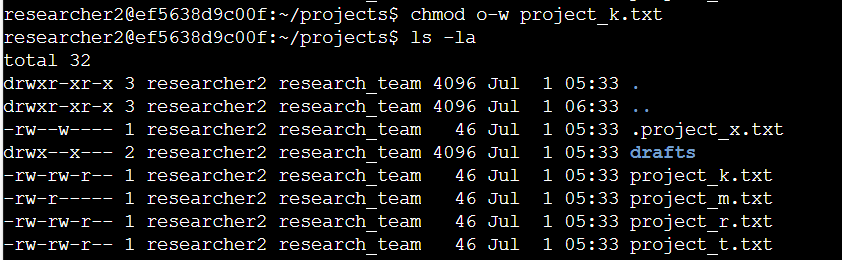 researcher2@ef5638d9c00f:~/projects$ chmod o-w project_k.txt
researcher2@ef5638d9c00f:~/projects$ ls -la
total 32
drwxr-xr-x 3 researcher2 research_team 4096 Jul  1 05:33 .
drwxr-xr-x 3 researcher2 research_team 4096 Jul  1 06:33 ..
-rw--w---- 1 researcher2 research_team   46 Jul  1 05:33 .project_x.txt
drwx--x--- 2 researcher2 research_team 4096 Jul  1 05:33 drafts
-rw-rw-r-- 1 researcher2 research_team   46 Jul  1 05:33 project_k.txt
-rw-r----- 1 researcher2 research_team   46 Jul  1 05:33 project_m.txt
-rw-rw-r-- 1 researcher2 research_team   46 Jul  1 05:33 project_r.txt
-rw-rw-r-- 1 researcher2 research_team   46 Jul  1 05:33 project_t.txt